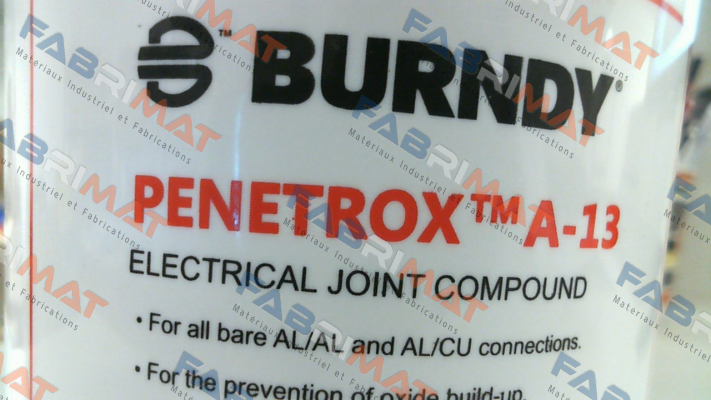 ™ BURNDY®
PENETROX™ A-13
ELECTRICAL JOINT COMPOUND
• For all bare AL/AL and AL/CU connections.
• For the prevention of oxide build-up.
FABRIMAT
Materiaux Industriel et Fabrications